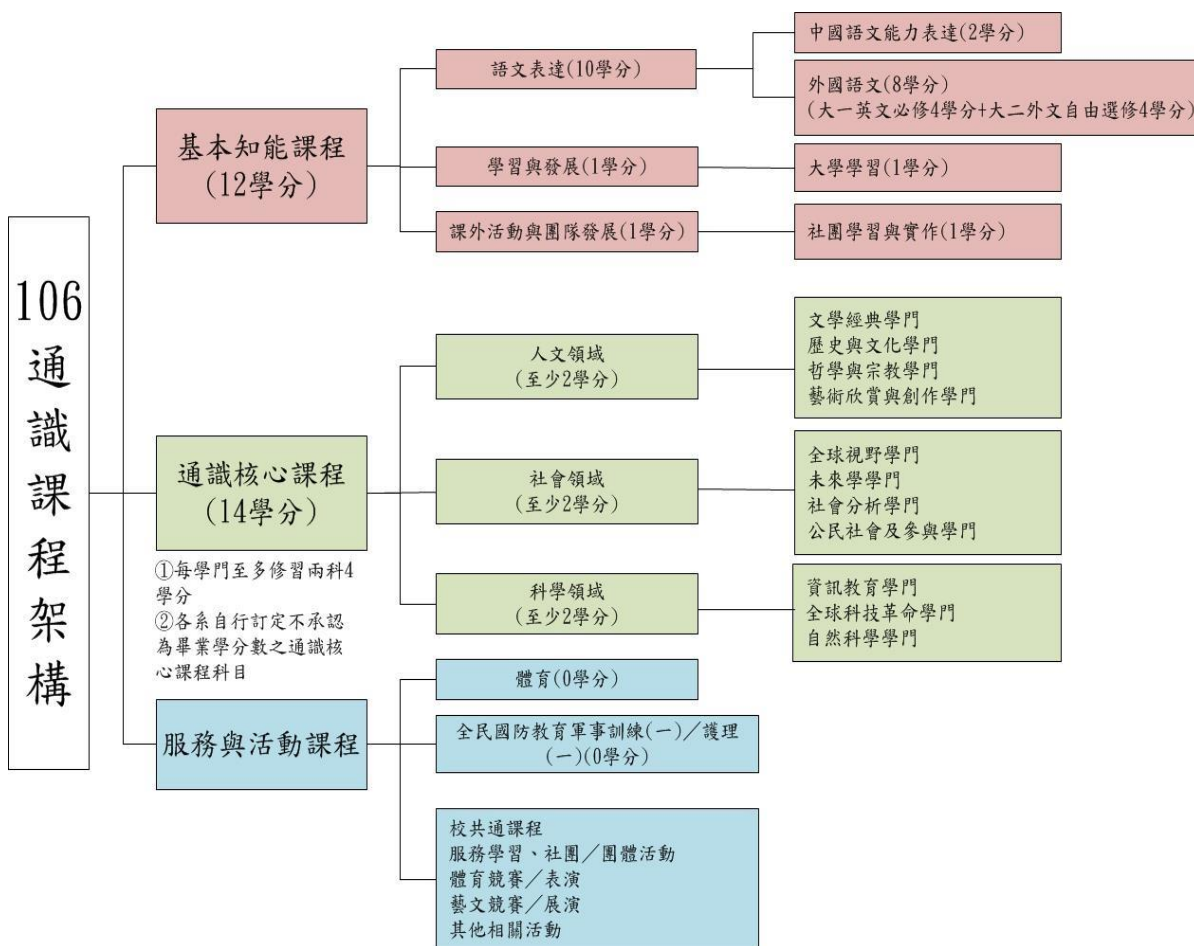 106
通
識
課
程
架
構
基本知能課程
(12學分)
語文表達(10學分)
中國語文能力表達(2學分)
外國語文(8學分)
(大一英文必修4學分+大二外文自由選修4學分)
學習與發展(1學分)
大學學習(1學分)
課外活動與團隊發展(1學分)
社團學習與實作(1學分)
通識核心課程
(14學分)
①每學門至多修習兩科4
學分
②各系自行訂定不承認
為畢業學分數之通識核
心課程科目
人文領域
(至少2學分)
文學經典學門
歷史與文化學門
哲學與宗教學門
藝術欣賞與創作學門
社會領域
(至少2學分)
全球視野學門
未來學學門
社會分析學門
公民社會及參與學門
科學領域
(至少2學分)
資訊教育學門
全球科技革命學門
自然科學學門
服務與活動課程
體育(0學分)
全民國防教育軍事訓練(一)／護理
(一)(0學分)
校共通課程
服務學習、社團／團體活動
體育競賽／表演
藝文競賽／展演
其他相關活動